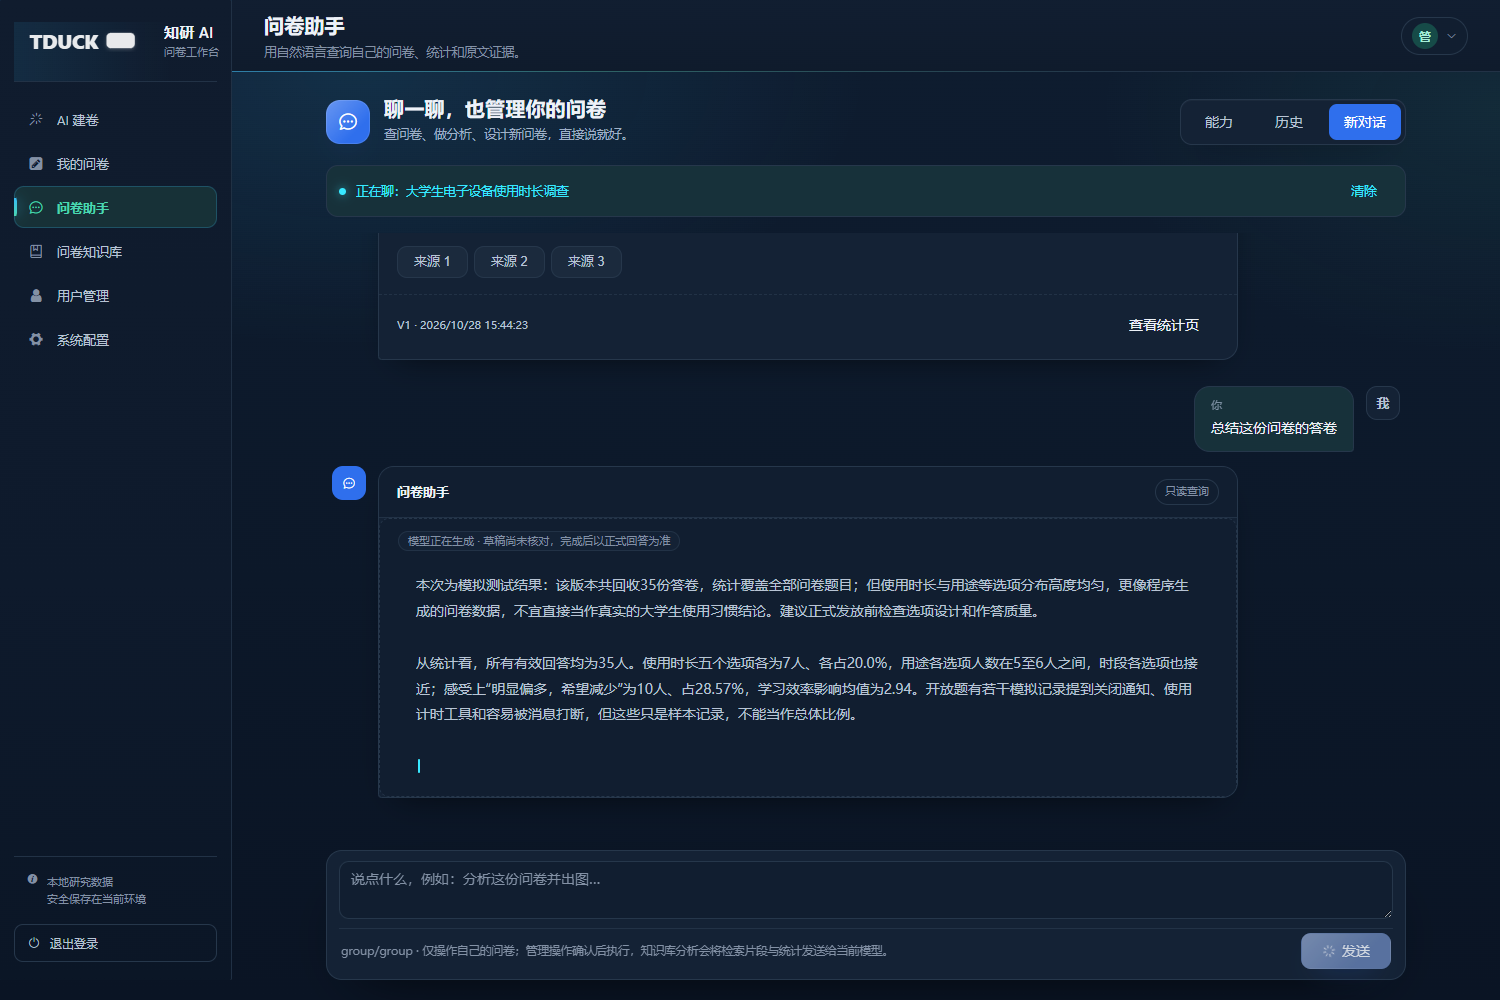 TDUCK
知研 AI
问卷工作台
AI 建卷
我的问卷
问卷助手
问卷知识库
用户管理
系统配置
本地研究数据
安全保存在当前环境
退出登录
问卷助手
用自然语言查询自己的问卷、统计和原文证据。
管
聊一聊，也管理你的问卷
查问卷、做分析、设计新问卷，直接说就好。
能力
历史
新对话
正在聊：大学生电子设备使用时长调查
清除
来源 1
来源 2
来源 3
V1 · 2026/10/28 15:44:23
查看统计页
你
总结这份问卷的答卷
我
问卷助手
只读查询
模型正在生成 · 草稿尚未核对，完成后以正式回答为准
本次为模拟测试结果：该版本共回收35份答卷，统计覆盖全部问卷题目；但使用时长与用途等选项分布高度均匀，更像程序生
成的问卷数据，不宜直接当作真实的大学生使用习惯结论。建议正式发放前检查选项设计和作答质量。
从统计看，所有有效回答均为35人。使用时长五个选项各为7人、各占20.0%，用途各选项人数在5至6人之间，时段各选项也接
近；感受上“明显偏多，希望减少”为10人、占28.57%，学习效率影响均值为2.94。开放题有若干模拟记录提到关闭通知、使用
计时工具和容易被消息打断，但这些只是样本记录，不能当作总体比例。
说点什么，例如：分析这份问卷并出图...
group/group · 仅操作自己的问卷；管理操作确认后执行，知识库分析会将检索片段与统计发送给当前模型。
发送